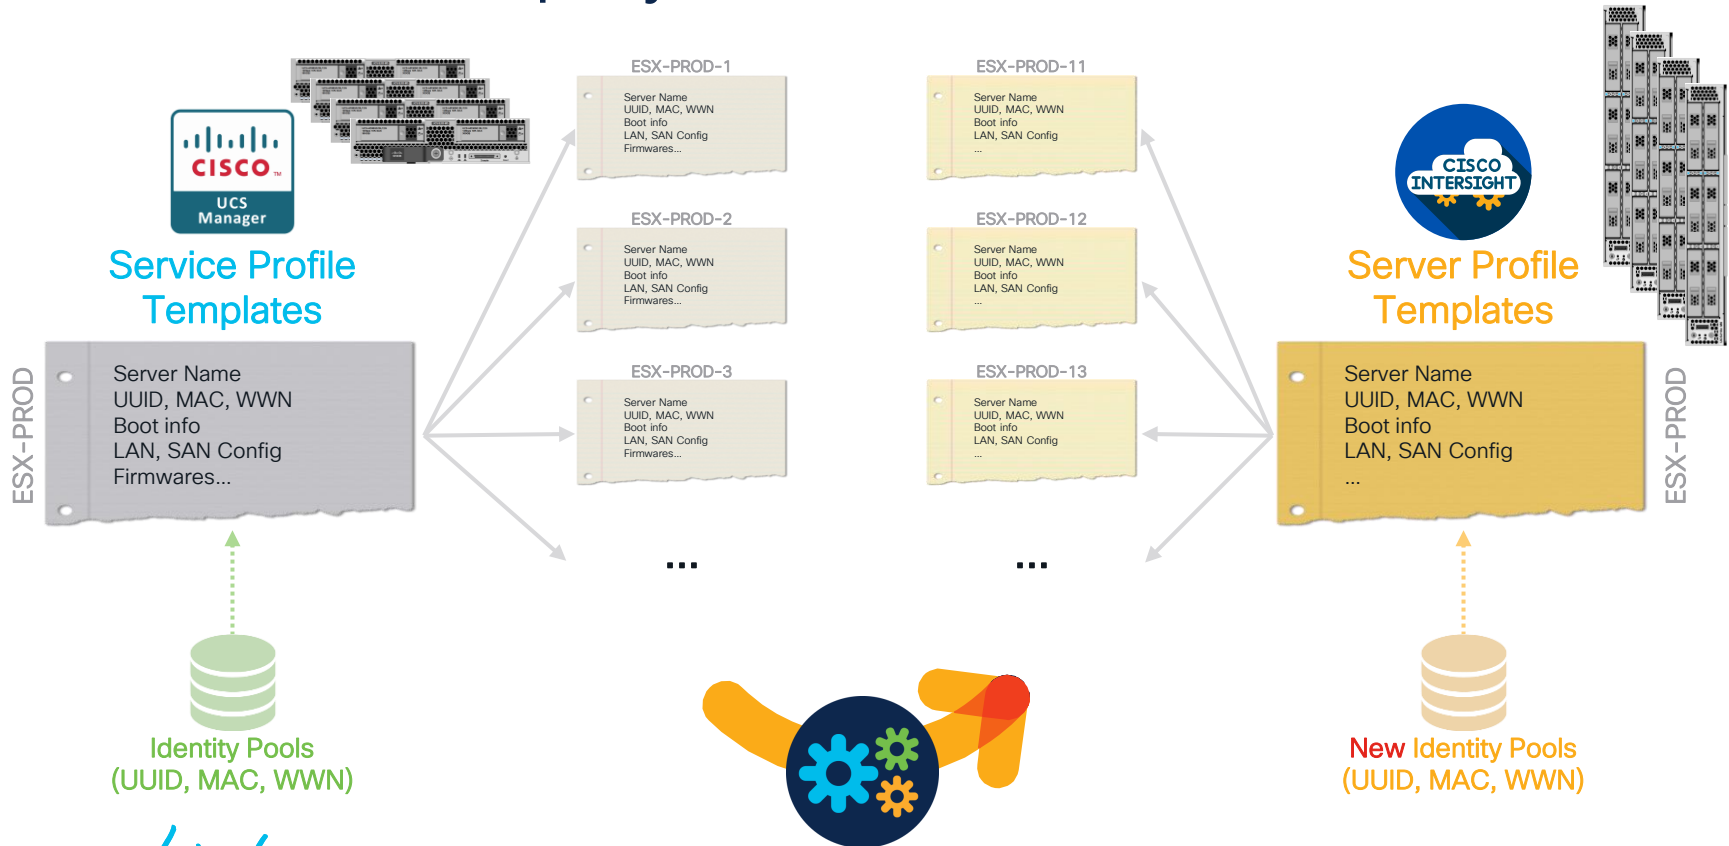 CISCO
TM
UCS
Manager
Service Profile
Templates
ESX-PROD
Server Name
UUID, MAC, WWN
Boot info
LAN, SAN Config
Firmwares...
Identity Pools
(UUID, MAC, WWN)
ESX-PROD-1
Server Name
UUID, MAC, WWN
Boot info
LAN, SAN Config
Firmwares...
ESX-PROD-2
Server Name
UUID, MAC, WWN
Boot info
LAN, SAN Config
Firmwares...
ESX-PROD-3
Server Name
UUID, MAC, WWN
Boot info
LAN, SAN Config
Firmwares...
...
ESX-PROD-11
Server Name
UUID, MAC, WWN
Boot info
LAN, SAN Config
...
ESX-PROD-12
Server Name
UUID, MAC, WWN
Boot info
LAN, SAN Config
...
ESX-PROD-13
Server Name
UUID, MAC, WWN
Boot info
LAN, SAN Config
...
...
CISCO
INTERSIGHT
Server Profile
Templates
Server Name
UUID, MAC, WWN
Boot info
LAN, SAN Config
...
ESX-PROD
New Identity Pools
(UUID, MAC, WWN)